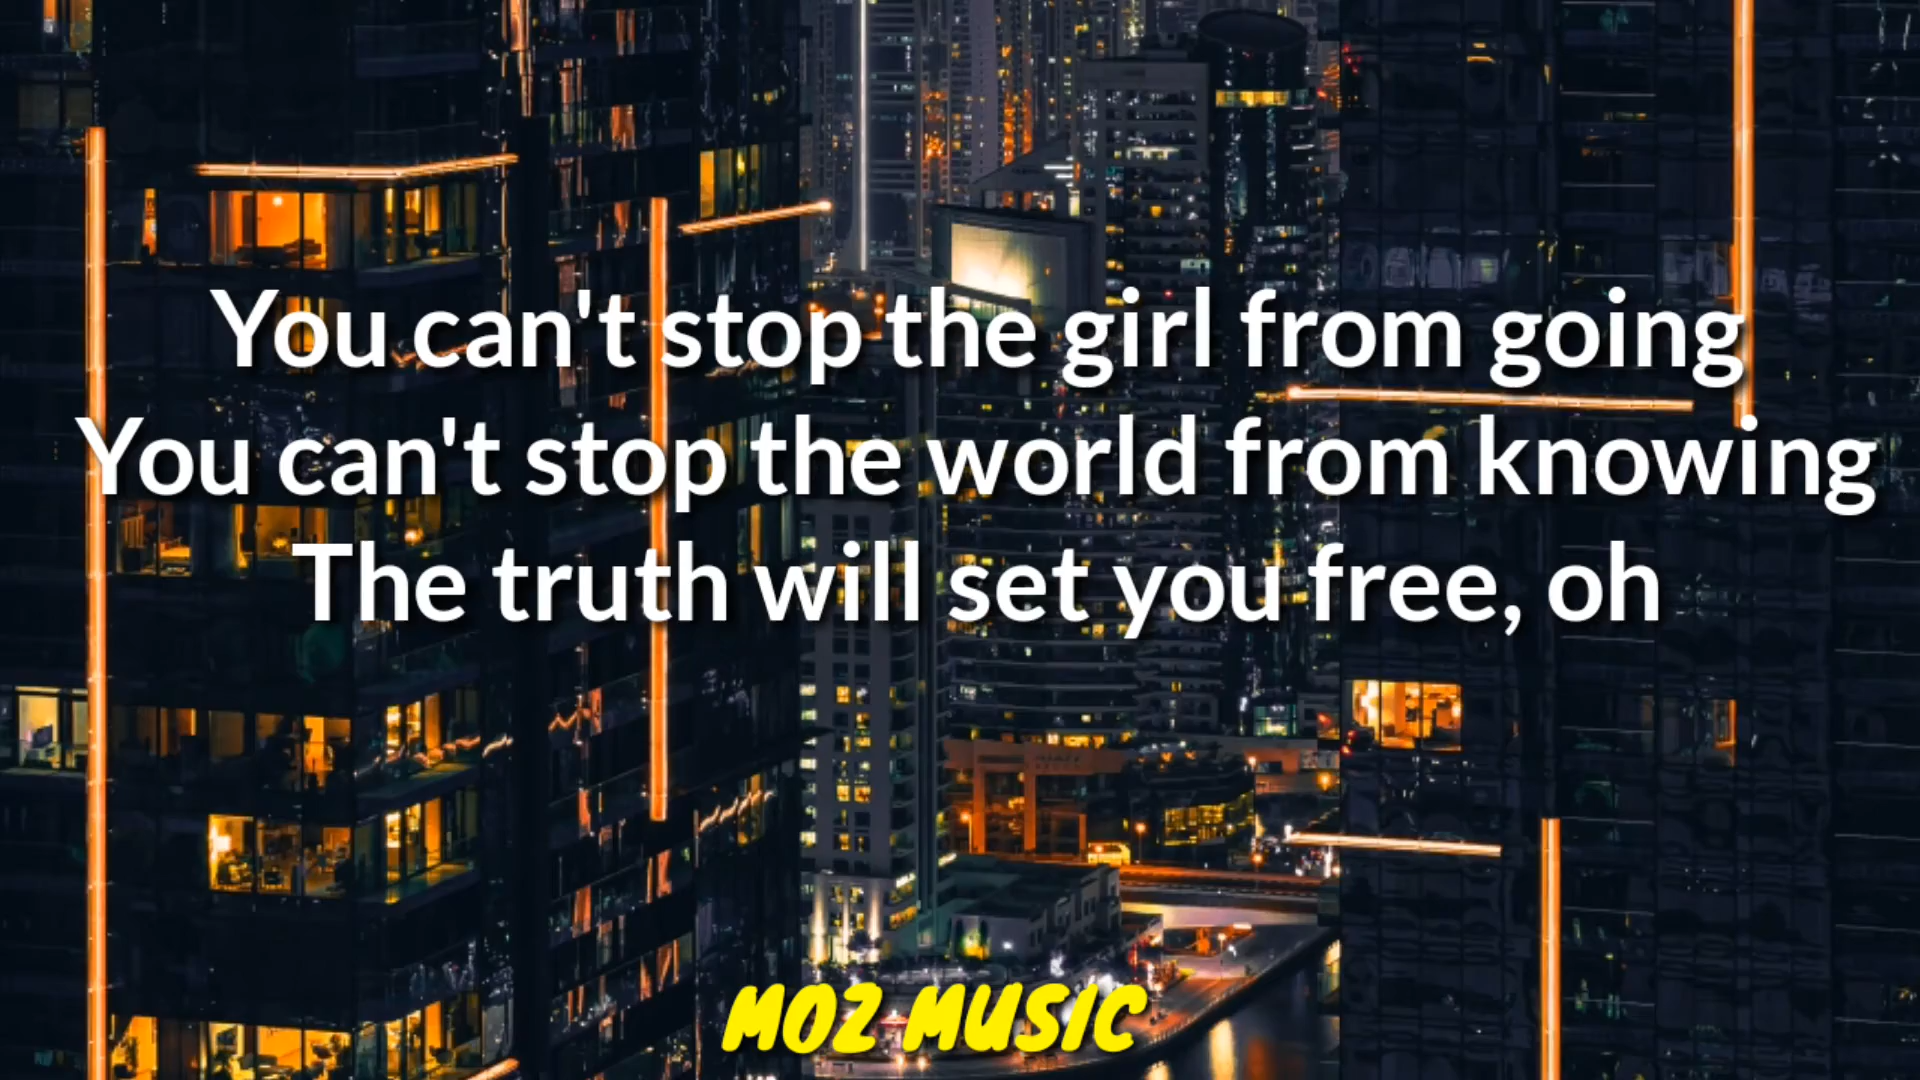 You can't stop the girl from going
You can't stop the world from knowing
The truth will set you free, oh
MOZ MUSIC